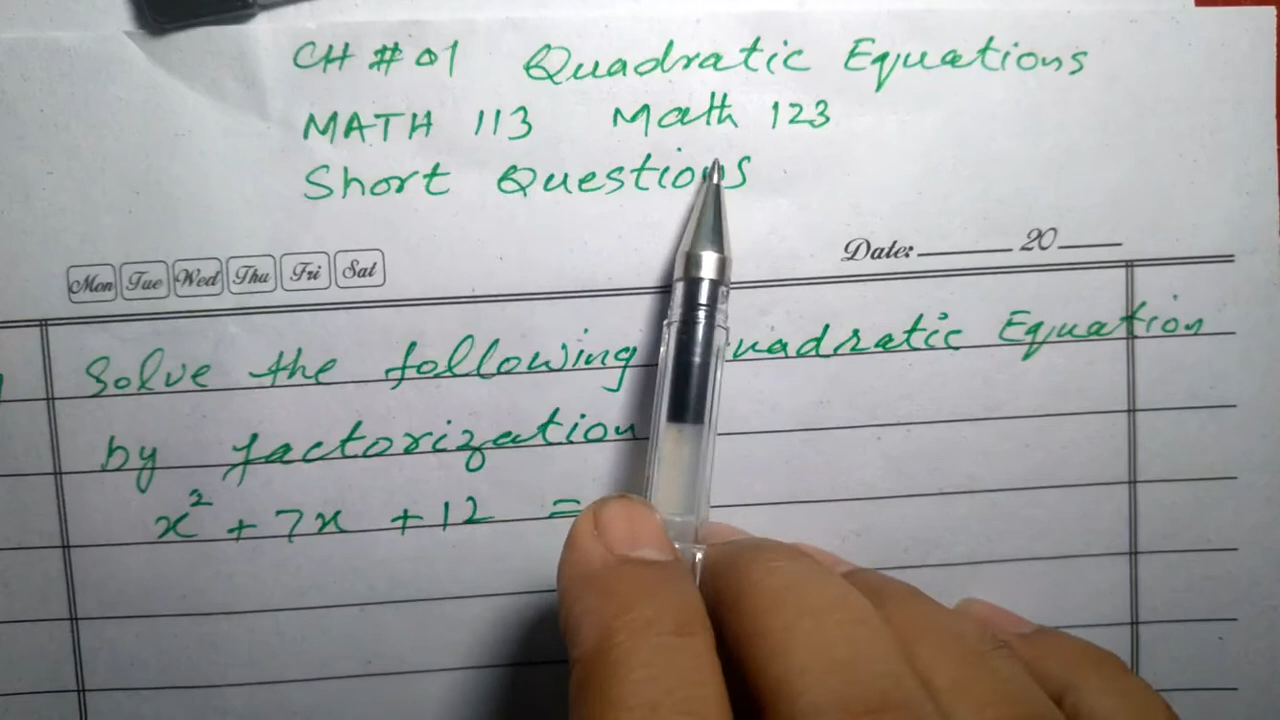 CH # 01 Quadratic Equations
MATH 113 Math 123
Short Questions
Mon Tue Wed Thu Fri Sat
Date: 20
Solve the following uadratic Equation
by factorization
x² + 7x + 12 =